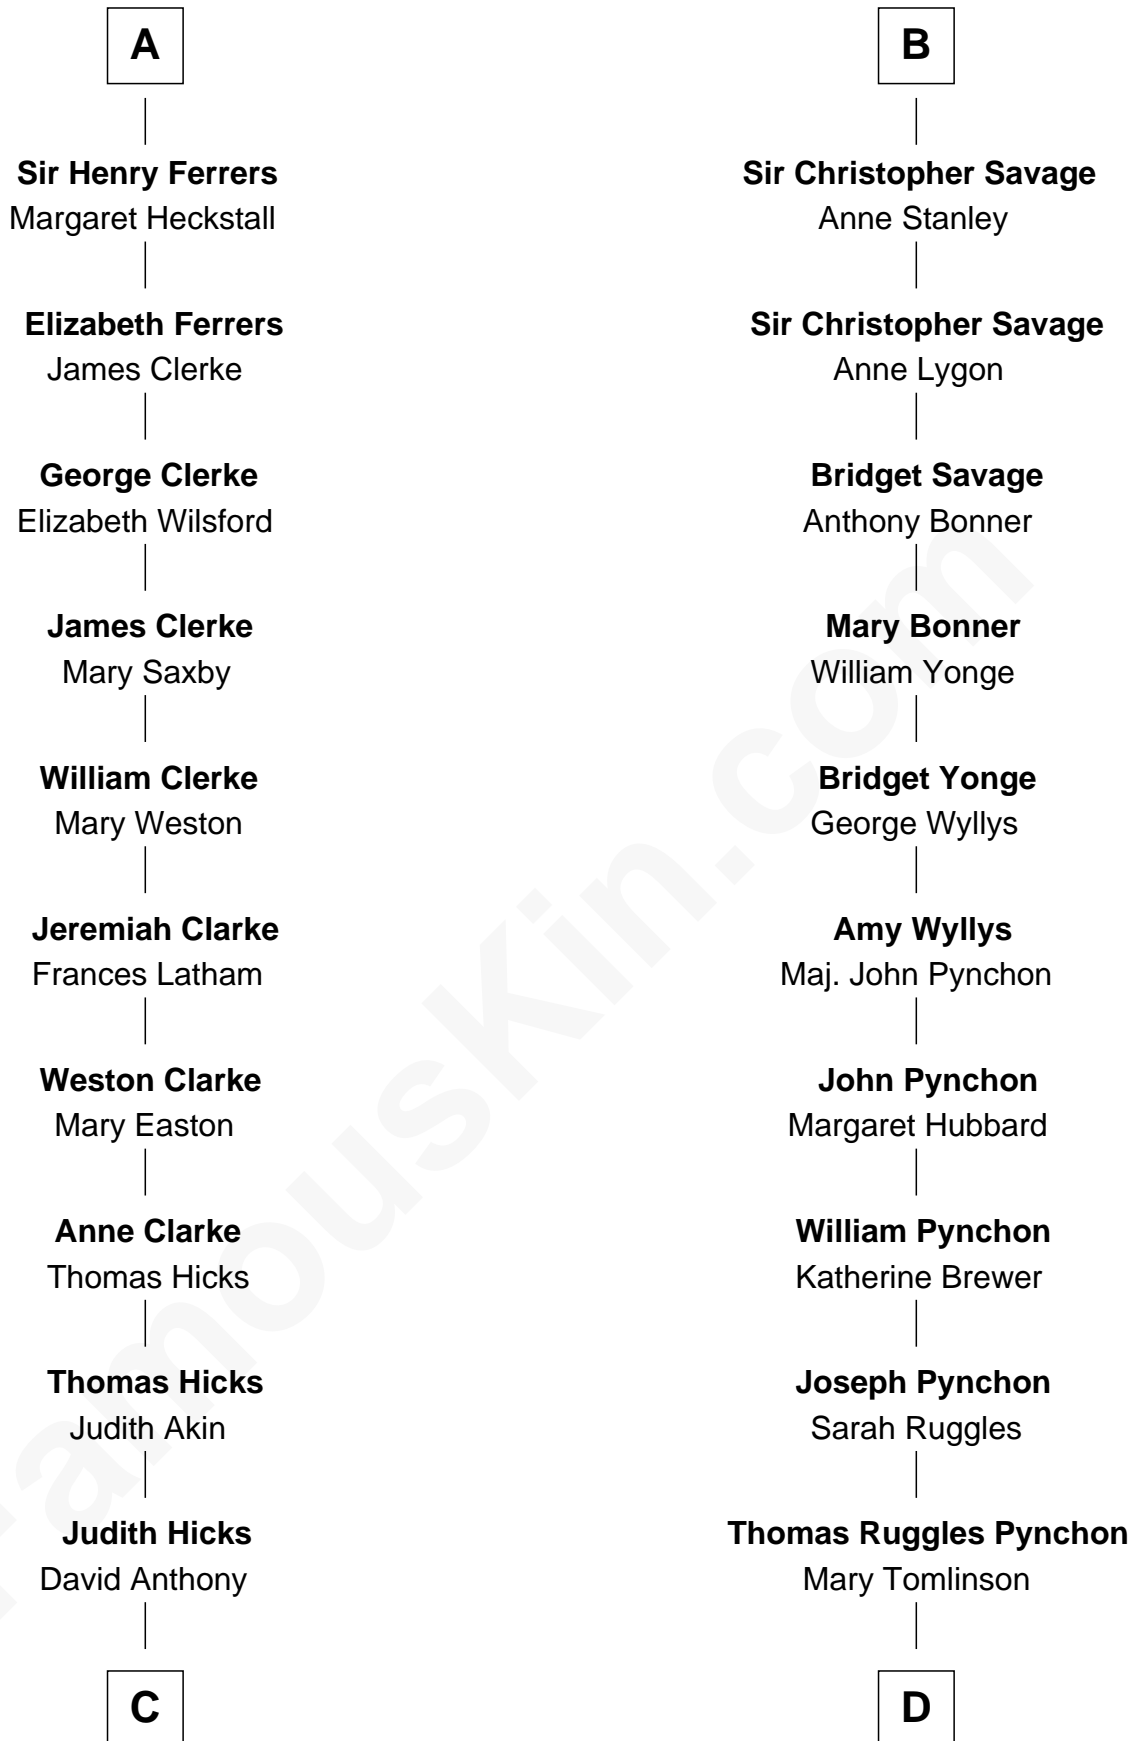 A
Sir Henry Ferrers
Margaret Heckstall
Elizabeth Ferrers
James Clerke
George Clerke
Elizabeth Wilsford
James Clerke
Mary Saxby
William Clerke
Mary Weston
Jeremiah Clarke
Frances Latham
Weston Clarke
Mary Easton
Anne Clarke
Thomas Hicks
Thomas Hicks
Judith Akin
Judith Hicks
David Anthony
C
B
Sir Christopher Savage
Anne Stanley
Sir Christopher Savage
Anne Lygon
Bridget Savage
Anthony Bonner
Mary Bonner
William Yonge
Bridget Yonge
George Wyllys
Amy Wyllys
Maj. John Pynchon
John Pynchon
Margaret Hubbard
William Pynchon
Katherine Brewer
Joseph Pynchon
Sarah Ruggles
Thomas Ruggles Pynchon
Mary Tomlinson
D
FamousKin.com